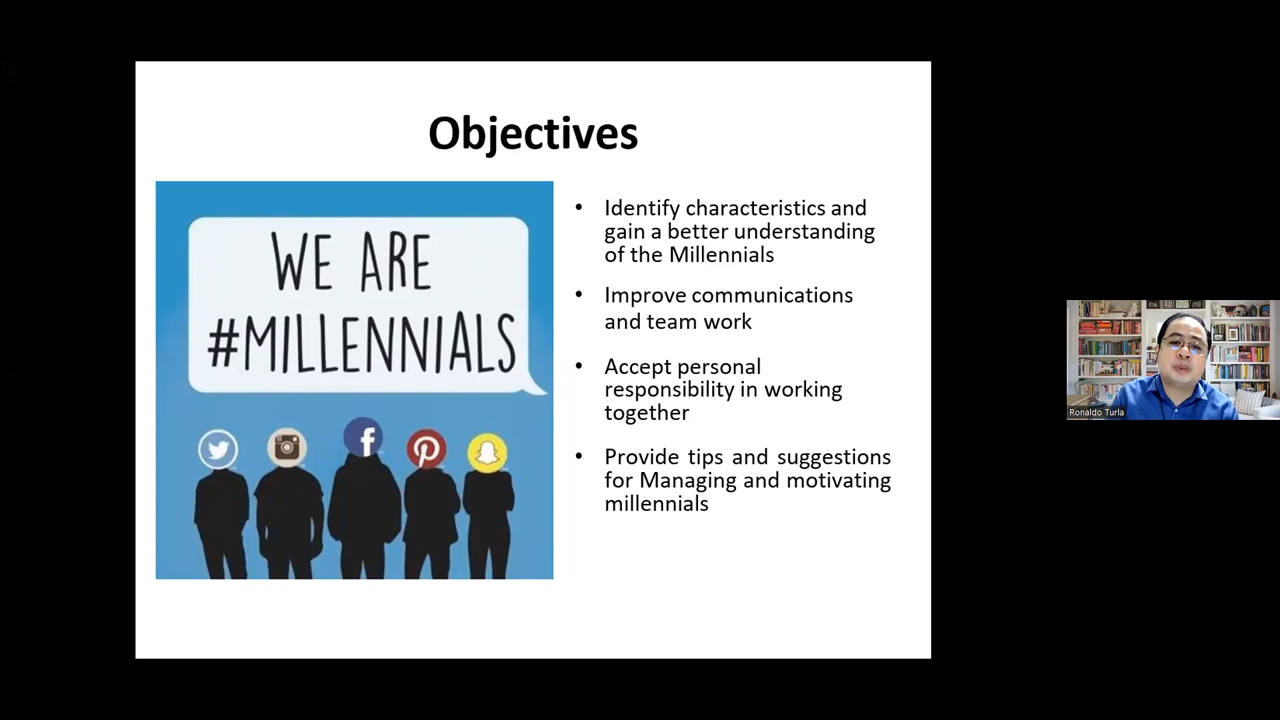 Objectives
WE ARE
#MILLENNIALS
• Identify characteristics and
gain a better understanding
of the Millennials
• Improve communications
and team work
• Accept personal
responsibility in working
together
• Provide tips and suggestions
for Managing and motivating
millennials
Ronaldo Turla